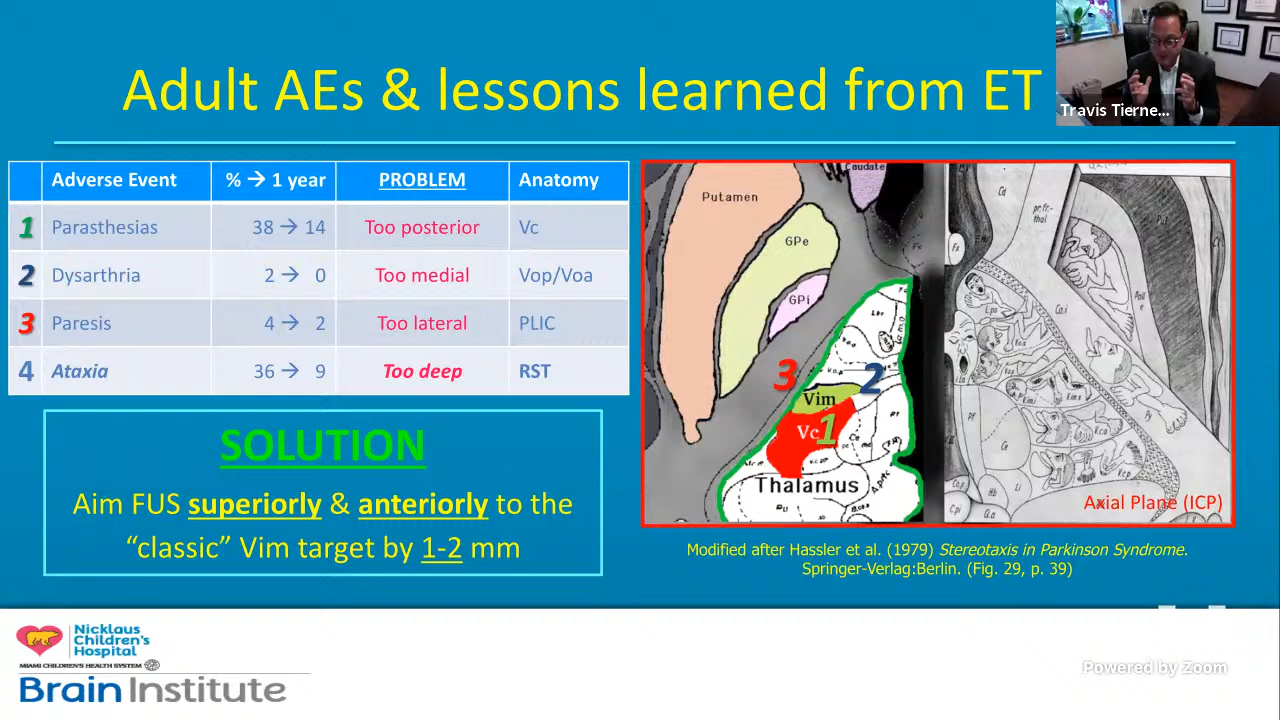 Adult AEs & lessons learned from ET
Travis Tierne...
Adverse Event % → 1 year PROBLEM Anatomy
1 Parasthesias 38 → 14 Too posterior Vc
2 Dysarthria 2 → 0 Too medial Vop/Voa
3 Paresis 4 → 2 Too lateral PLIC
4 Ataxia 36 → 9 Too deep RST
SOLUTION
Aim FUS superiorly & anteriorly to the
“classic” Vim target by 1-2 mm
Caudate
Putamen
GPe
GPi
3
2
Vim
Vc
1
Thalamus
Axial Plane (ICP)
Modified after Hassler et al. (1979) Stereotaxis in Parkinson Syndrome.
Springer-Verlag:Berlin. (Fig. 29, p. 39)
Nicklaus
Children's
Hospital
MIAMI CHILDREN'S HEALTH SYSTEM
Brain Institute
Powered by Zoom